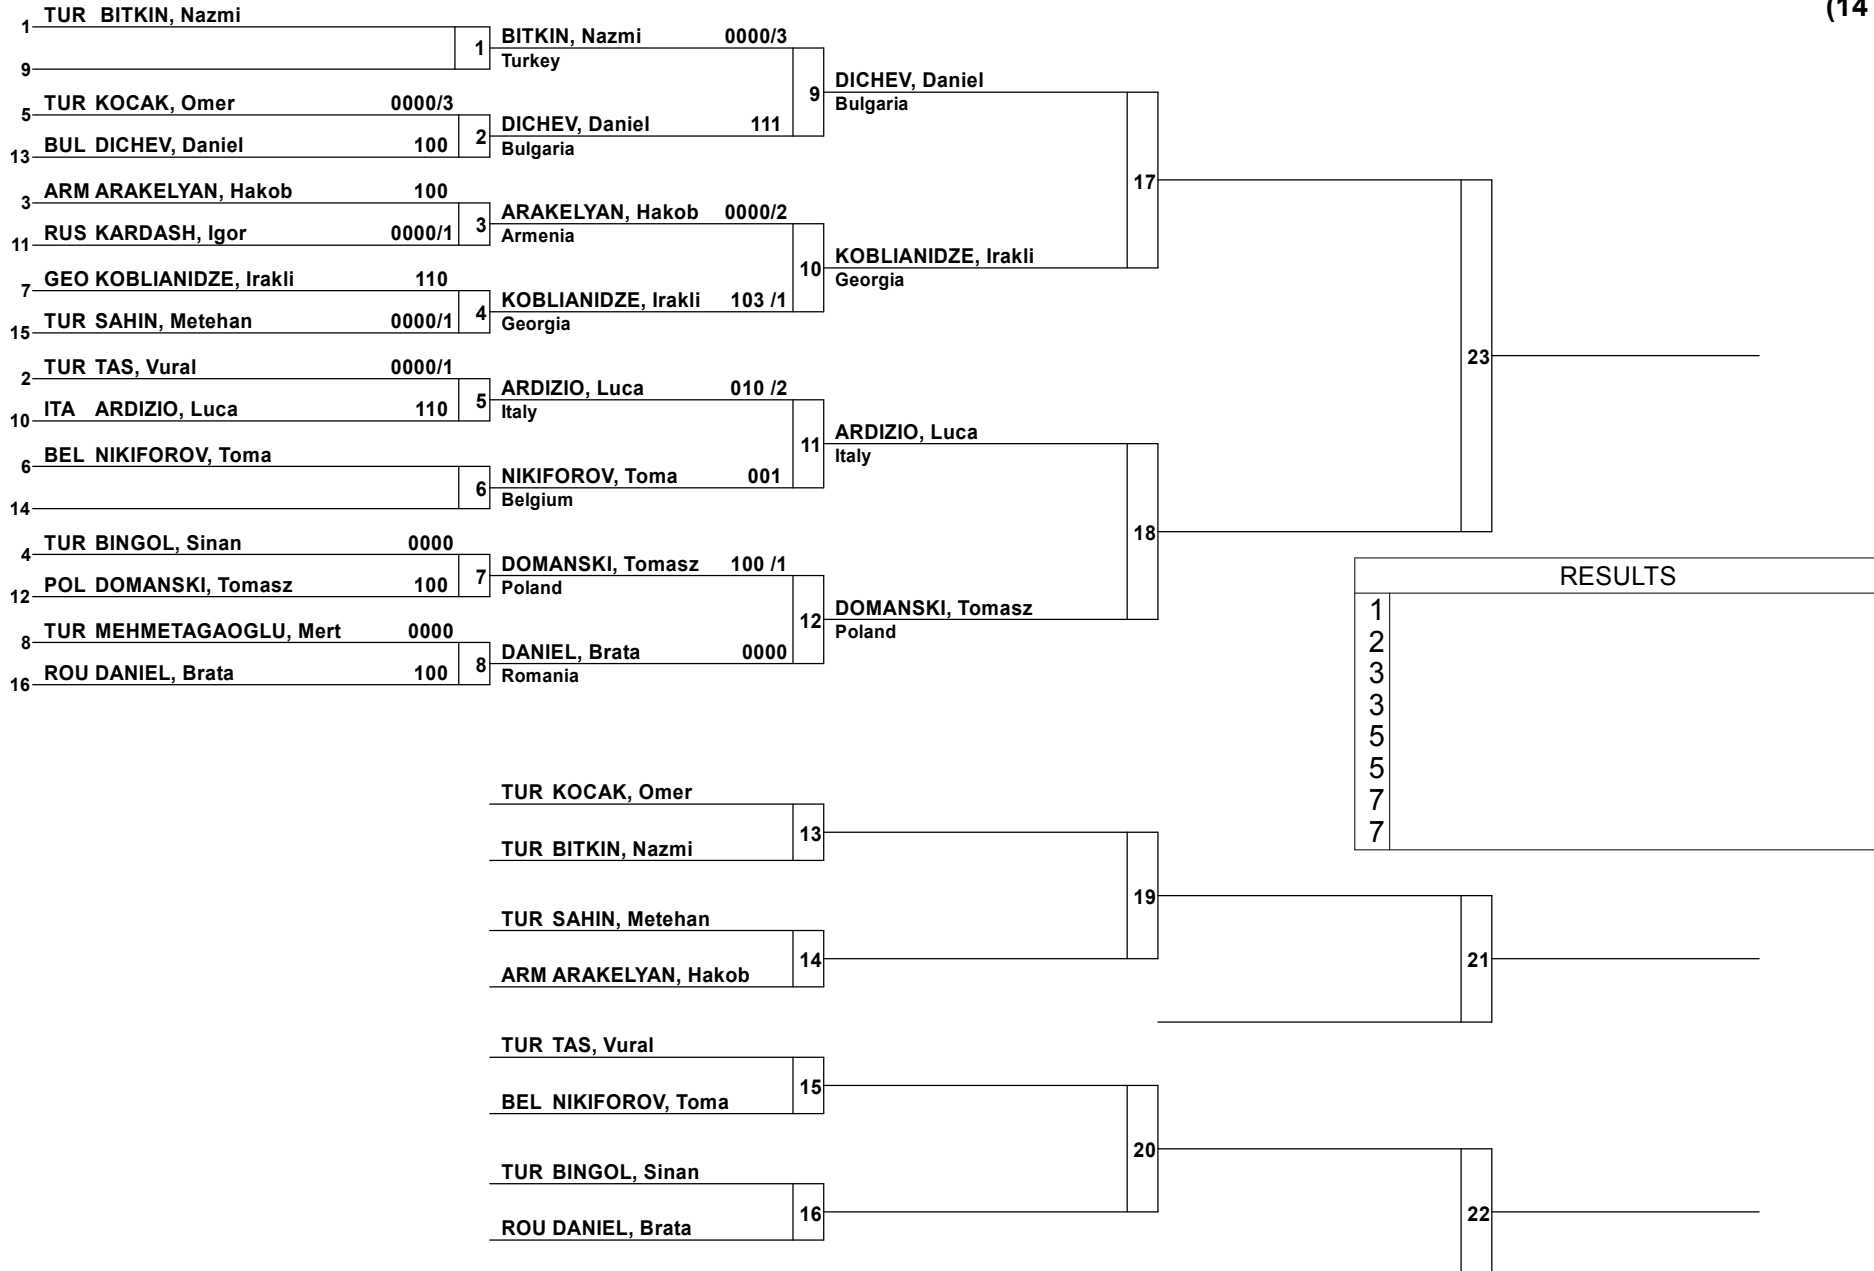 (14
1 TUR BITKIN, Nazmi
9
1
5 TUR KOCAK, Omer 0000/3
13 BUL DICHEV, Daniel 100
2
3 ARM ARAKELYAN, Hakob 100
11 RUS KARDASH, Igor 0000/1
3
7 GEO KOBLIANIDZE, Irakli 110
15 TUR SAHIN, Metehan 0000/1
4
2 TUR TAS, Vural 0000/1
10 ITA ARDIZIO, Luca 110
5
6 BEL NIKIFOROV, Toma
14
6
4 TUR BINGOL, Sinan 0000
12 POL DOMANSKI, Tomasz 100
7
8 TUR MEHMETAGAOGLU, Mert 0000
16 ROU DANIEL, Brata 100
8
BITKIN, Nazmi 0000/3
Turkey
DICHEV, Daniel 111
Bulgaria
9
ARAKELYAN, Hakob 0000/2
Armenia
KOBLIANIDZE, Irakli 103 /1
Georgia
10
ARDIZIO, Luca 010 /2
Italy
NIKIFOROV, Toma 001
Belgium
11
DOMANSKI, Tomasz 100 /1
Poland
DANIEL, Brata 0000
Romania
12
DICHEV, Daniel
Bulgaria
KOBLIANIDZE, Irakli
Georgia
17
ARDIZIO, Luca
Italy
DOMANSKI, Tomasz
Poland
18
23
RESULTS
1
2
3
3
5
5
7
7
TUR KOCAK, Omer
TUR BITKIN, Nazmi
13
TUR SAHIN, Metehan
ARM ARAKELYAN, Hakob
14
19
21
TUR TAS, Vural
BEL NIKIFOROV, Toma
15
TUR BINGOL, Sinan
ROU DANIEL, Brata
16
20
22